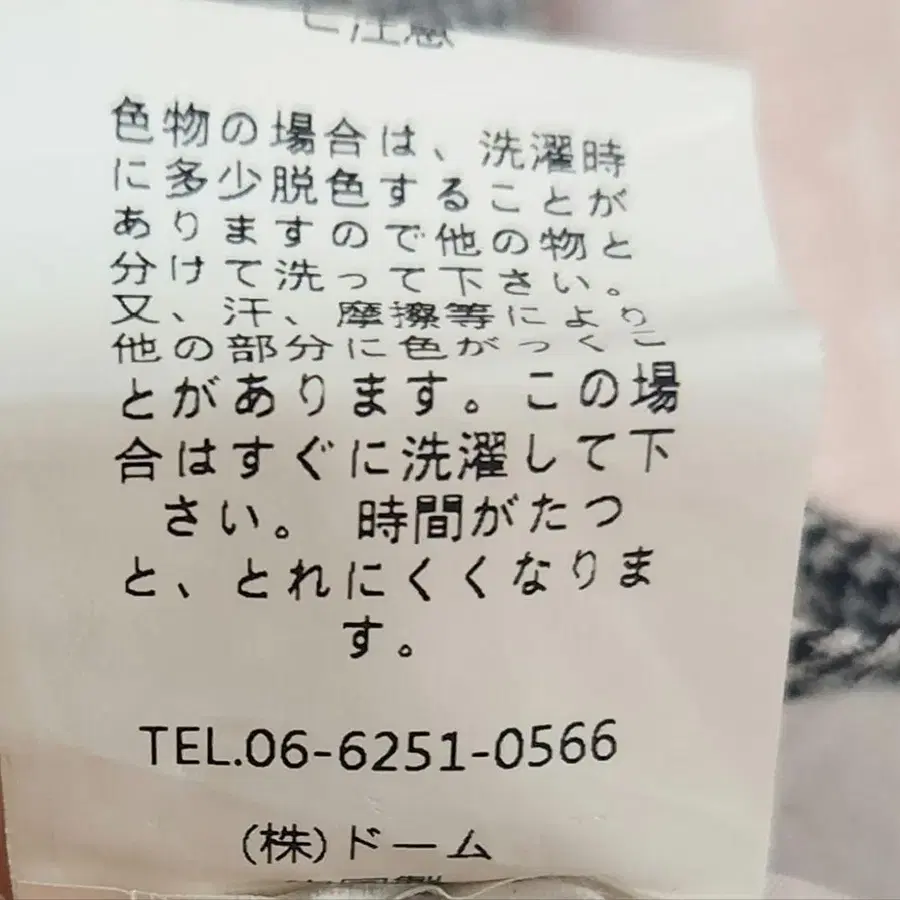 ご注意
色物の場合は、洗濯時
に多少脱色することが
ありますので他の物と
分けて洗って下さい。
又、汗、摩擦等により
他の部分に色がつくこ
とがあります。この場
合はすぐに洗濯して下
さい。 時間がたつ
と、とれにくくなりま
す。
TEL.06-6251-0566
(株)ドーム